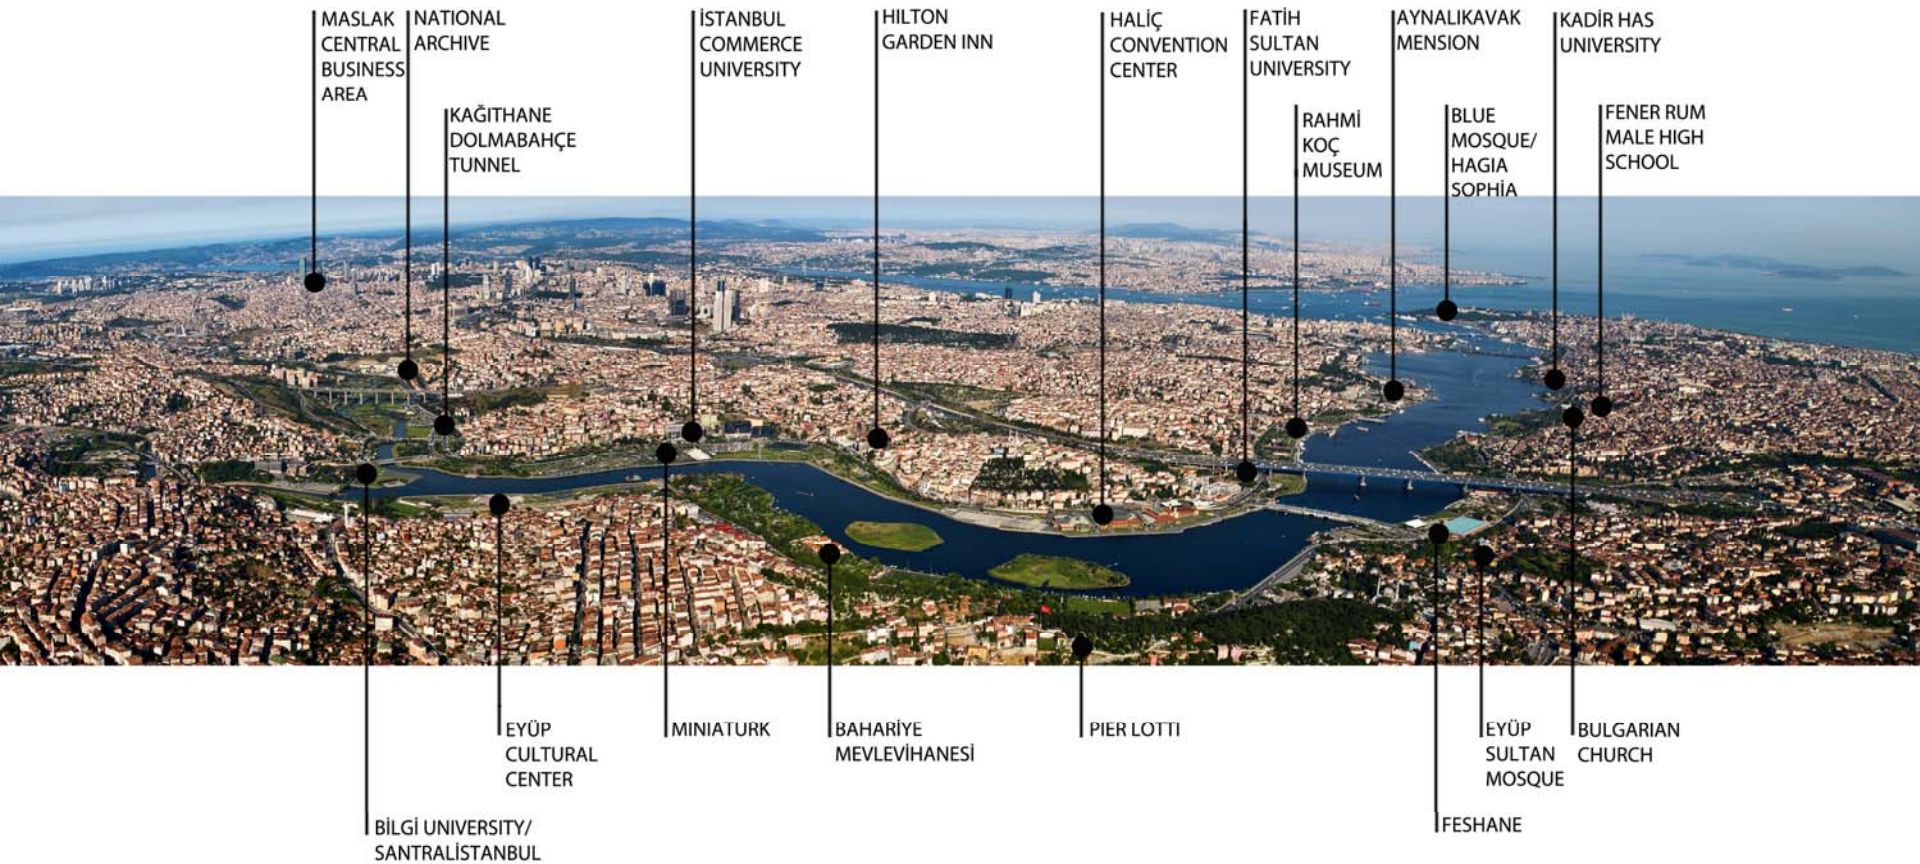 MASLAK
CENTRAL
BUSINESS
AREA
NATIONAL
ARCHIVE
KAĞITHANE
DOLMABAHÇE
TUNNEL
İSTANBUL
COMMERCE
UNIVERSITY
HILTON
GARDEN INN
HALİÇ
CONVENTION
CENTER
FATİH
SULTAN
UNIVERSITY
RAHMİ
KOÇ
MUSEUM
AYNALIKAVAK
MENSION
BLUE
MOSQUE/
HAGIA
SOPHİA
KADİR HAS
UNIVERSITY
FENER RUM
MALE HIGH
SCHOOL
BİLGİ UNIVERSITY/
SANTRALİSTANBUL
EYÜP
CULTURAL
CENTER
MINIATURK
BAHARİYE
MEVLEVİHANESİ
PIER LOTTI
FESHANE
EYÜP
SULTAN
MOSQUE
BULGARIAN
CHURCH